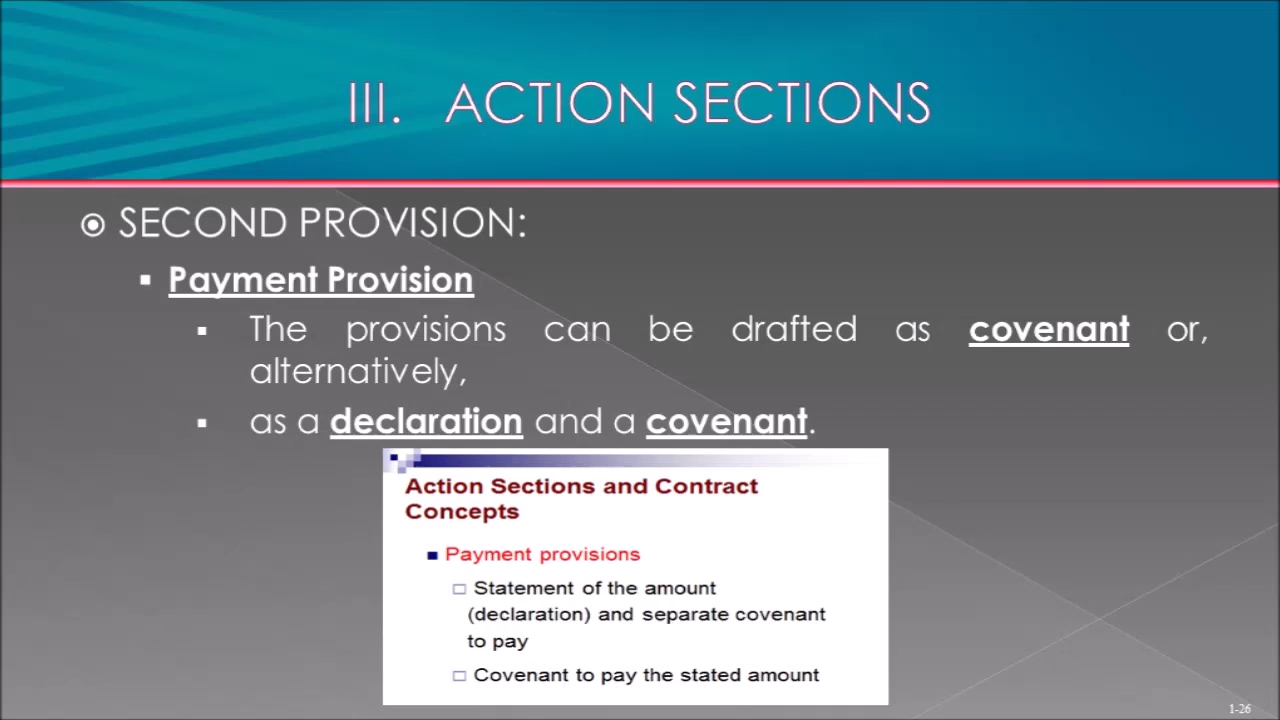 III. ACTION SECTIONS
SECOND PROVISION:
Payment Provision
The provisions can be drafted as covenant or,
alternatively,
as a declaration and a covenant.
Action Sections and Contract
Concepts
Payment provisions
Statement of the amount
(declaration) and separate covenant
to pay
Covenant to pay the stated amount
1-26